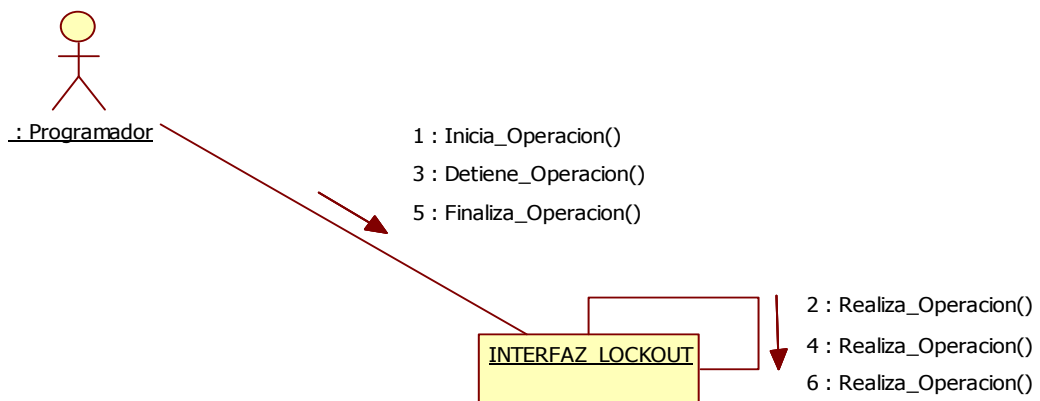 : Programador
1 : Inicia_Operacion()
3 : Detiene_Operacion()
5 : Finaliza_Operacion()
INTERFAZ_LOCKOUT
2 : Realiza_Operacion()
4 : Realiza_Operacion()
6 : Realiza_Operacion()